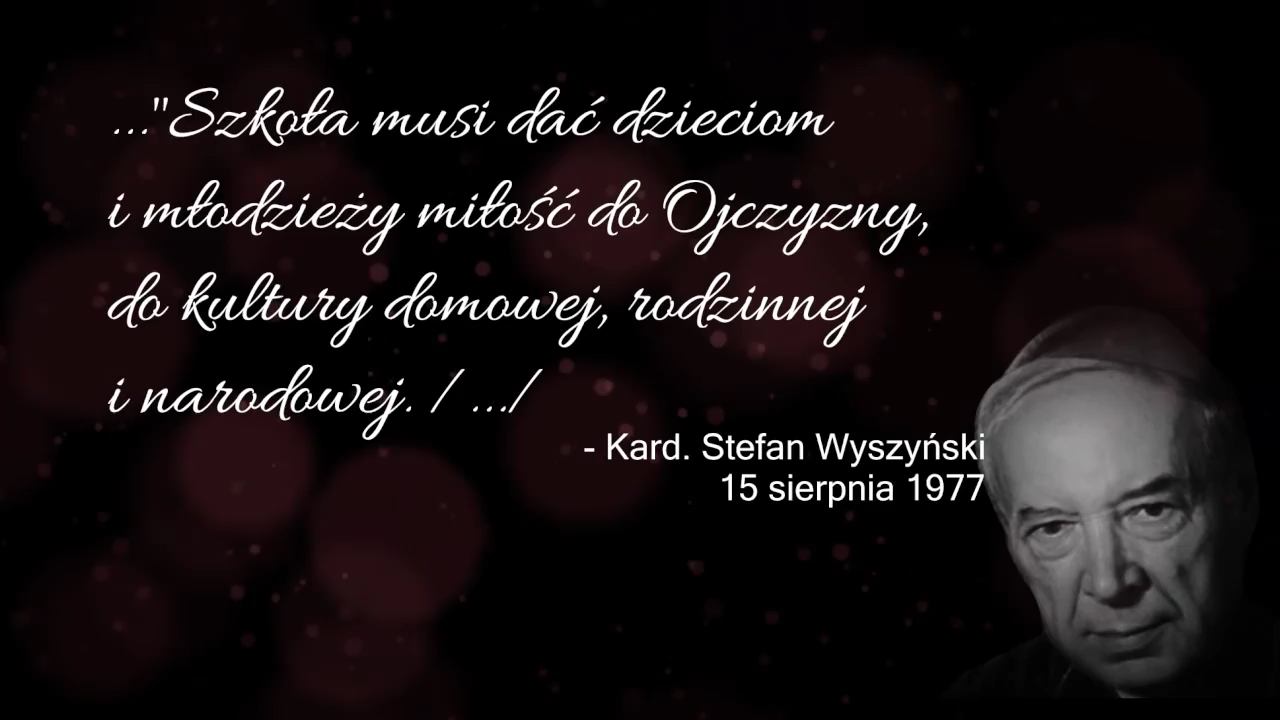 ..."Szkoła musi dać dzieciom
i młodzieży miłość do Ojczyzny,
do kultury domowej, rodzinnej
i narodowej. / .../
- Kard. Stefan Wyszyński
15 sierpnia 1977